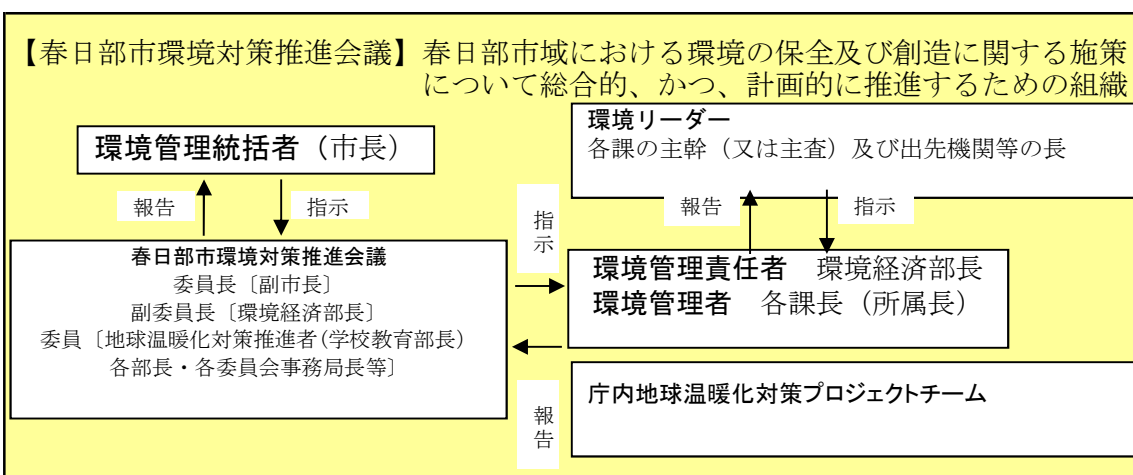 【春日部市環境対策推進会議】春日部市域における環境の保全及び創造に関する施策
について総合的、かつ、計画的に推進するための組織
環境管理統括者（市長）
報告
指示
春日部市環境対策推進会議
委員長〔副市長〕
副委員長〔環境経済部長〕
委員〔地球温暖化対策推進者(学校教育部長)
各部長・各委員会事務局長等〕
指示
報告
環境リーダー
各課の主幹（又は主査）及び出先機関等の長
報告
指示
環境管理責任者　環境経済部長
環境管理者　各課長（所属長）
庁内地球温暖化対策プロジェクトチーム